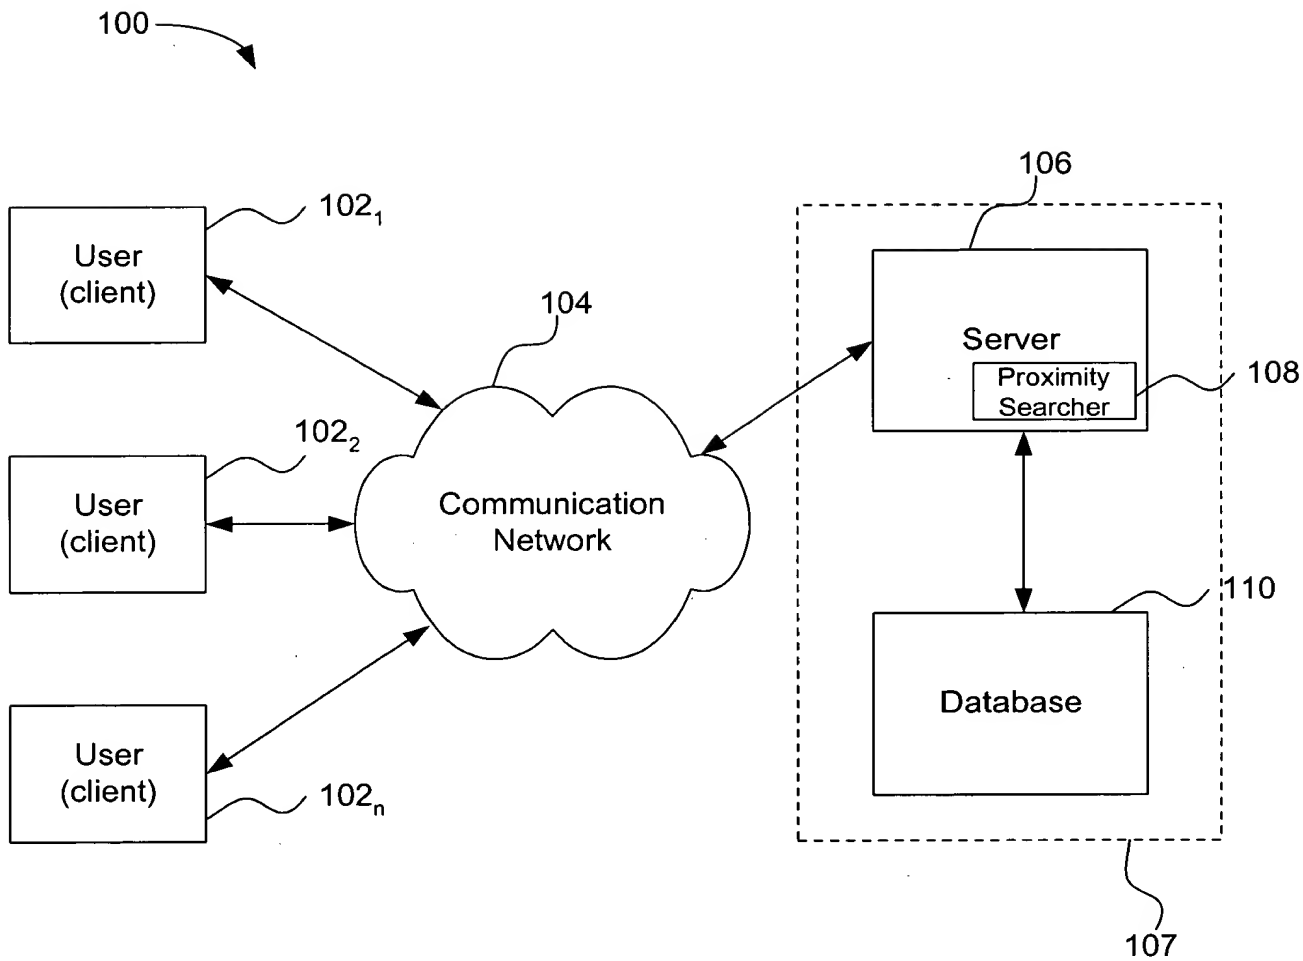 100
106
102₁
User
(client)
104
Server
Proximity
Searcher
108
102₂
User
(client)
Communication
Network
110
Database
User
(client)
102ₙ
107